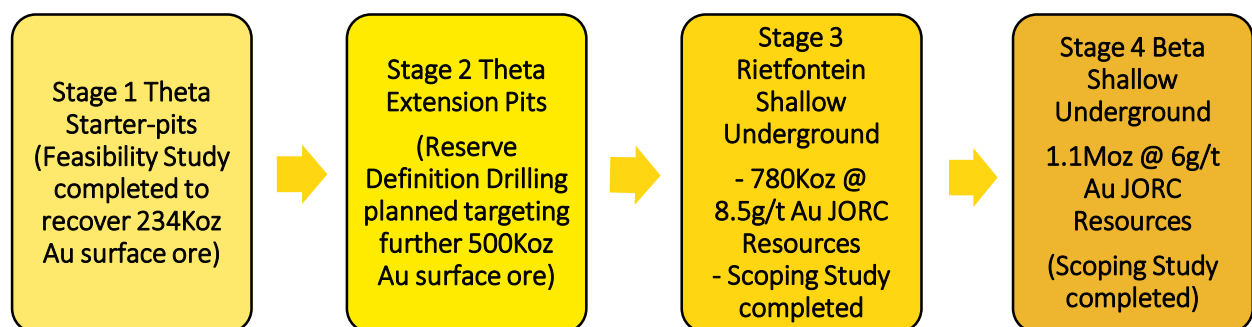 Stage 1 Theta
Starter-pits
(Feasibility Study
completed to
recover 234Koz
Au surface ore)
Stage 2 Theta
Extension Pits
(Reserve
Definition Drilling
planned targeting
further 500Koz
Au surface ore)
Stage 3
Rietfontein
Shallow
Underground
- 780Koz @
8.5g/t Au JORC
Resources
- Scoping Study
completed
Stage 4 Beta
Shallow
Underground
1.1Moz @ 6g/t
Au JORC
Resources
(Scoping Study
completed)